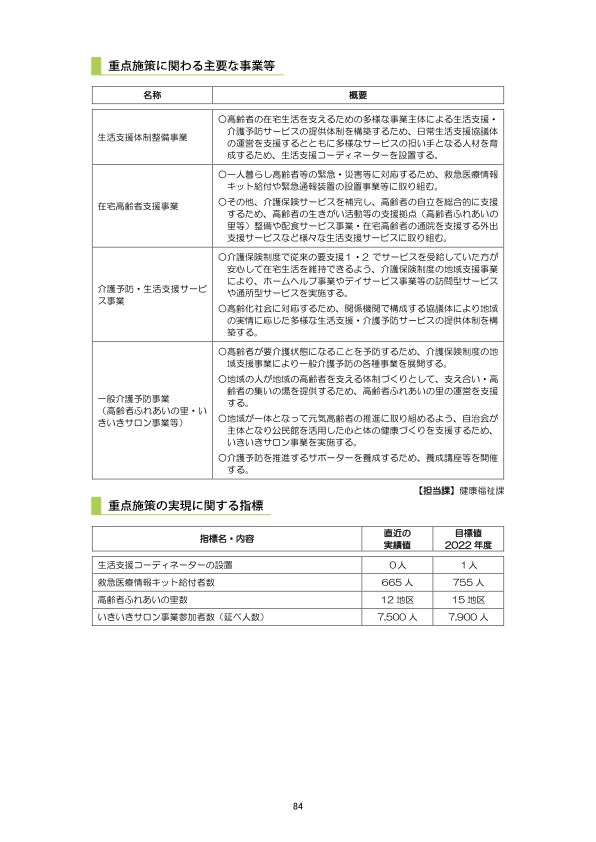 重点施策に関わる主要な事業等
名称 概要
生活支援体制整備事業
○高齢者の在宅生活を支えるための多様な事業主体による生活支援・
介護予防サービスの提供体制を構築するため、日常生活支援協議体
の運営を支援するとともに多様なサービスの担い手となる人材を育
成するため、生活支援コーディネーターを設置する。
在宅高齢者支援事業
○一人暮らし高齢者等の緊急・災害等に対応するため、救急医療情報
キット給付や緊急通報装置の設置事業等に取り組む。
○その他、介護保険サービスを補完し、高齢者の自立を総合的に支援
するため、高齢者の生きがい活動等の支援拠点（高齢者ふれあいの
里等）整備や配食サービス事業・在宅高齢者の通院を支援する外出
支援サービスなど様々な生活支援サービスに取り組む。
介護予防・生活支援サービ
ス事業
○介護保険制度で従来の要支援１・２ でサービスを受給していた方が
安心して在宅生活を維持できるよう、介護保険制度の地域支援事業
により、ホームヘルプ事業やデイサービス事業等の訪問型サービス
や通所型サービスを実施する。
○高齢化社会に対応するため、関係機関で構成する協議体により地域
の実情に応じた多様な生活支援・介護予防サービスの提供体制を構
築する。
一般介護予防事業
（高齢者ふれあいの里・い
きいきサロン事業等）
○高齢者が要介護状態になることを予防するため、介護保険制度の地
域支援事業により一般介護予防の各種事業を展開する。
○地域の人が地域の高齢者を支える体制づくりとして、支え合い・高
齢者の集いの場を提供するため、高齢者ふれあいの里の運営を支援
する。
○地域が一体となって元気高齢者の推進に取り組めるよう、自治会が
主体となり公民館を活用した心と体の健康づくりを支援するため、
いきいきサロン事業を実施する。
○介護予防を推進するサポーターを養成するため、養成講座等を開催
する。
【担当課】健康福祉課
重点施策の実現に関する指標
指標名・内容 直近の実績値 目標値2022 年度
生活支援コーディネーターの設置 0人 1人
救急医療情報キット給付者数 665 人 755 人
高齢者ふれあいの里数 12 地区 15 地区
いきいきサロン事業参加者数（延べ人数） 7,500 人 7,900 人
84